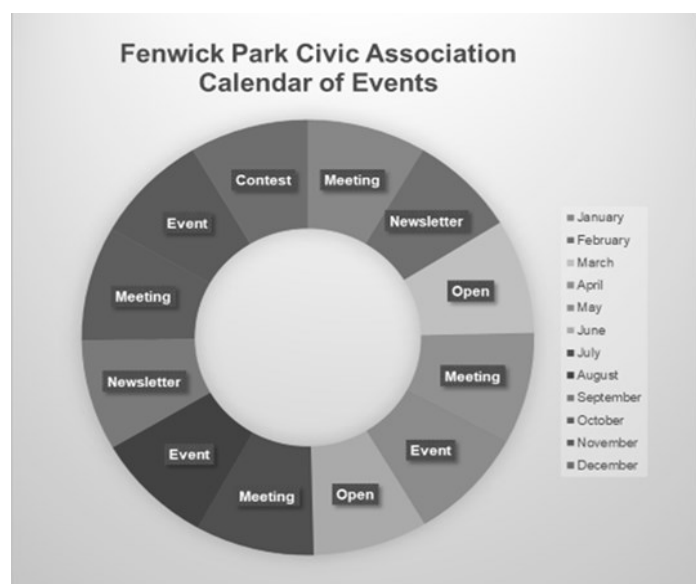 Fenwick Park Civic Association
Calendar of Events
Contest
Meeting
Event
Newsletter
Meeting
Open
Newsletter
Meeting
Event
Event
Meeting
Open
January
February
March
April
May
June
July
August
September
October
November
December